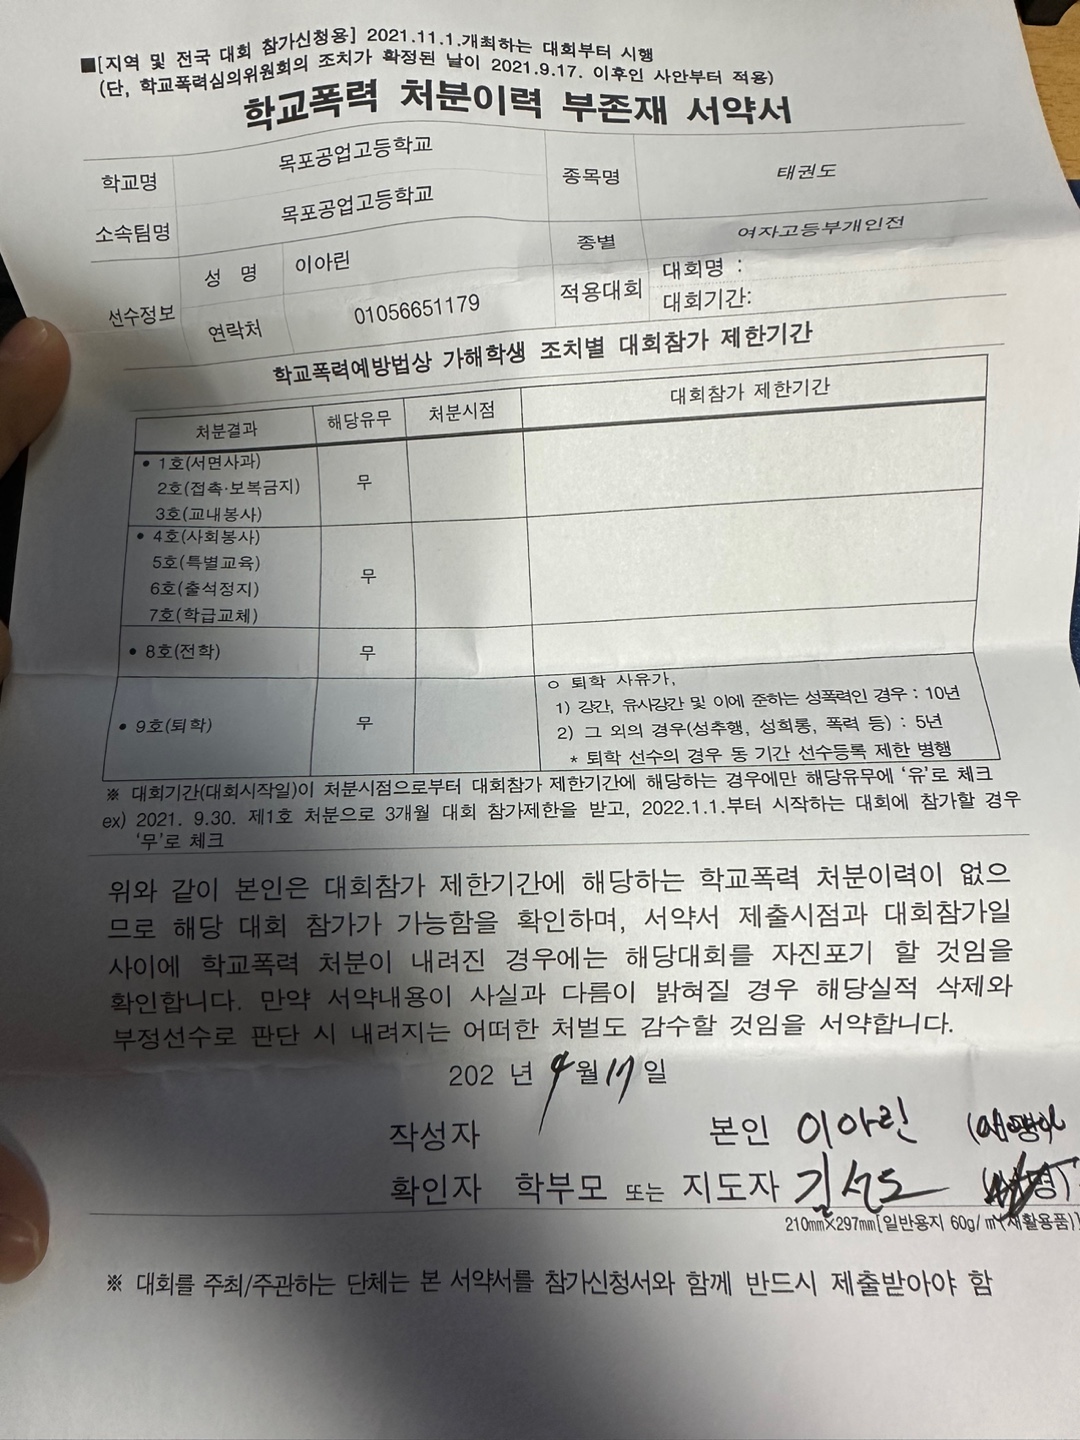 ■[지역 및 전국 대회 참가신청용] 2021.11.1.개최하는 대회부터 시행
(단, 학교폭력심의위원회의 조치가 확정된 날이 2021.9.17. 이후인 사안부터 적용)
학교폭력 처분이력 부존재 서약서
학교명 목포공업고등학교 종목명 태권도
소속팀명 목포공업고등학교 종별 여자고등부개인전
선수정보 성 명 이아린 적용대회 대회명 :
연락처 01056651179 대회기간:
학교폭력예방법상 가해학생 조치별 대회참가 제한기간
처분결과 해당유무 처분시점 대회참가 제한기간
• 1호(서면사과)
2호(접촉·보복금지) 무
3호(교내봉사)
• 4호(사회봉사)
5호(특별교육) 무
6호(출석정지)
7호(학급교체)
• 8호(전학) 무
• 9호(퇴학) 무
ㅇ 퇴학 사유가,
1) 강간, 유사강간 및 이에 준하는 성폭력인 경우 : 10년
2) 그 외의 경우(성추행, 성희롱, 폭력 등) : 5년
* 퇴학 선수의 경우 동 기간 선수등록 제한 병행
※ 대회기간(대회시작일)이 처분시점으로부터 대회참가 제한기간에 해당하는 경우에만 해당유무에 ‘유’로 체크
ex) 2021. 9.30. 제1호 처분으로 3개월 대회 참가제한을 받고, 2022.1.1.부터 시작하는 대회에 참가할 경우
‘무’로 체크
위와 같이 본인은 대회참가 제한기간에 해당하는 학교폭력 처분이력이 없으
므로 해당 대회 참가가 가능함을 확인하며, 서약서 제출시점과 대회참가일
사이에 학교폭력 처분이 내려진 경우에는 해당대회를 자진포기 할 것임을
확인합니다. 만약 서약내용이 사실과 다름이 밝혀질 경우 해당실적 삭제와
부정선수로 판단 시 내려지는 어떠한 처벌도 감수할 것임을 서약합니다.
202 년 월 17 일
작성자 본인 이아린
확인자 학부모 또는 지도자 김선도
210㎜×297㎜[일반용지 60g/㎡(재활용품)]
※ 대회를 주최/주관하는 단체는 본 서약서를 참가신청서와 함께 반드시 제출받아야 함